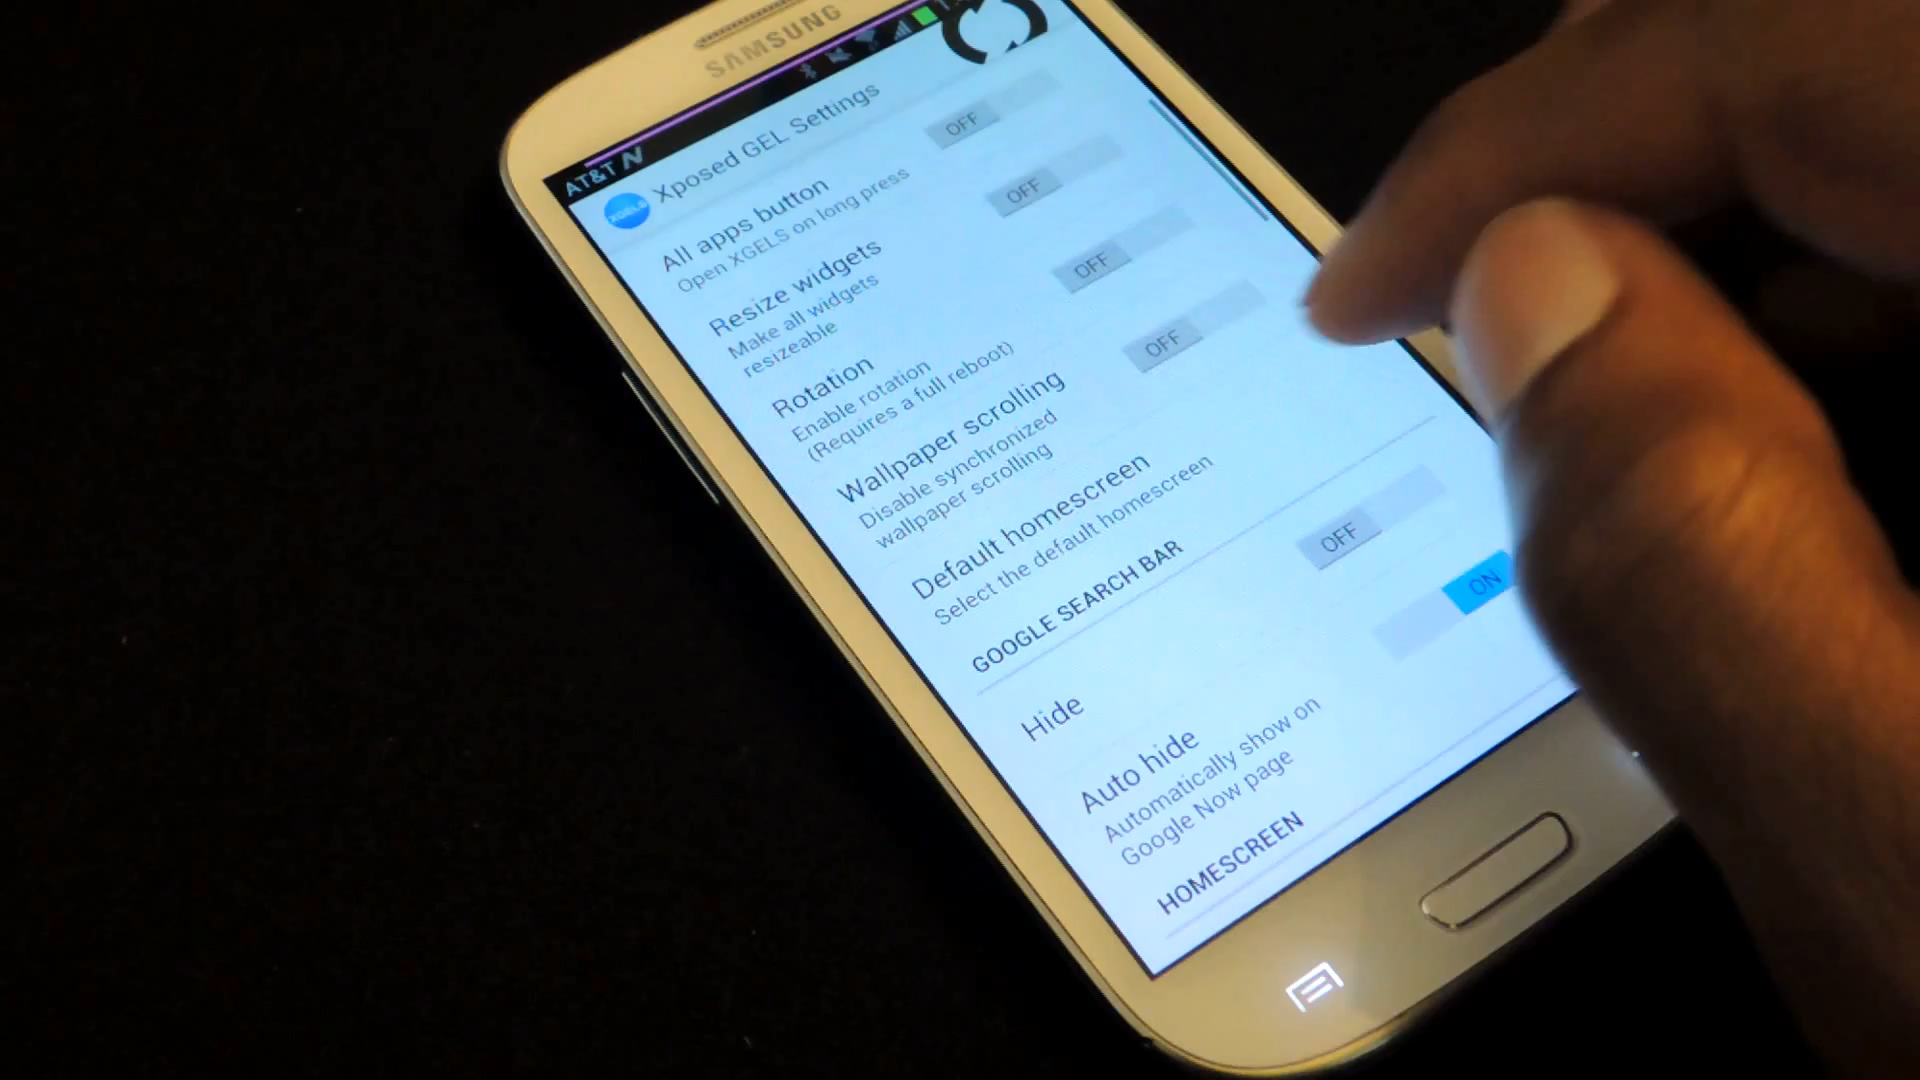 SAMSUNG
AT&T
XGELS
Xposed GEL Settings
All apps button
Open XGELS on long press
OFF
Resize widgets
Make all widgets
resizeable
OFF
Rotation
Enable rotation
(Requires a full reboot)
OFF
Wallpaper scrolling
Disable synchronized
wallpaper scrolling
OFF
Default homescreen
Select the default homescreen
GOOGLE SEARCH BAR
Hide
OFF
Auto hide
Automatically show on
Google Now page
ON
HOMESCREEN